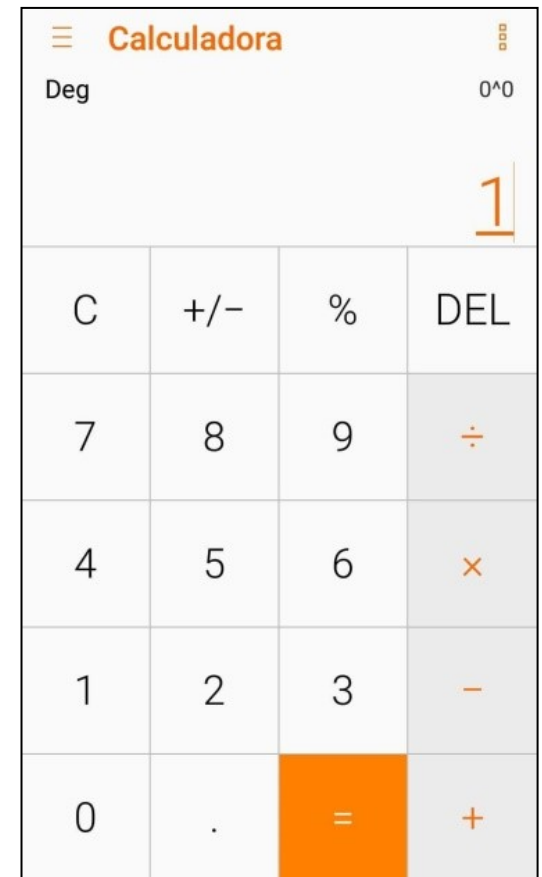 Calculadora
Deg 0^0
1
C +/− % DEL
7 8 9 ÷
4 5 6 ×
1 2 3 −
0 . = +